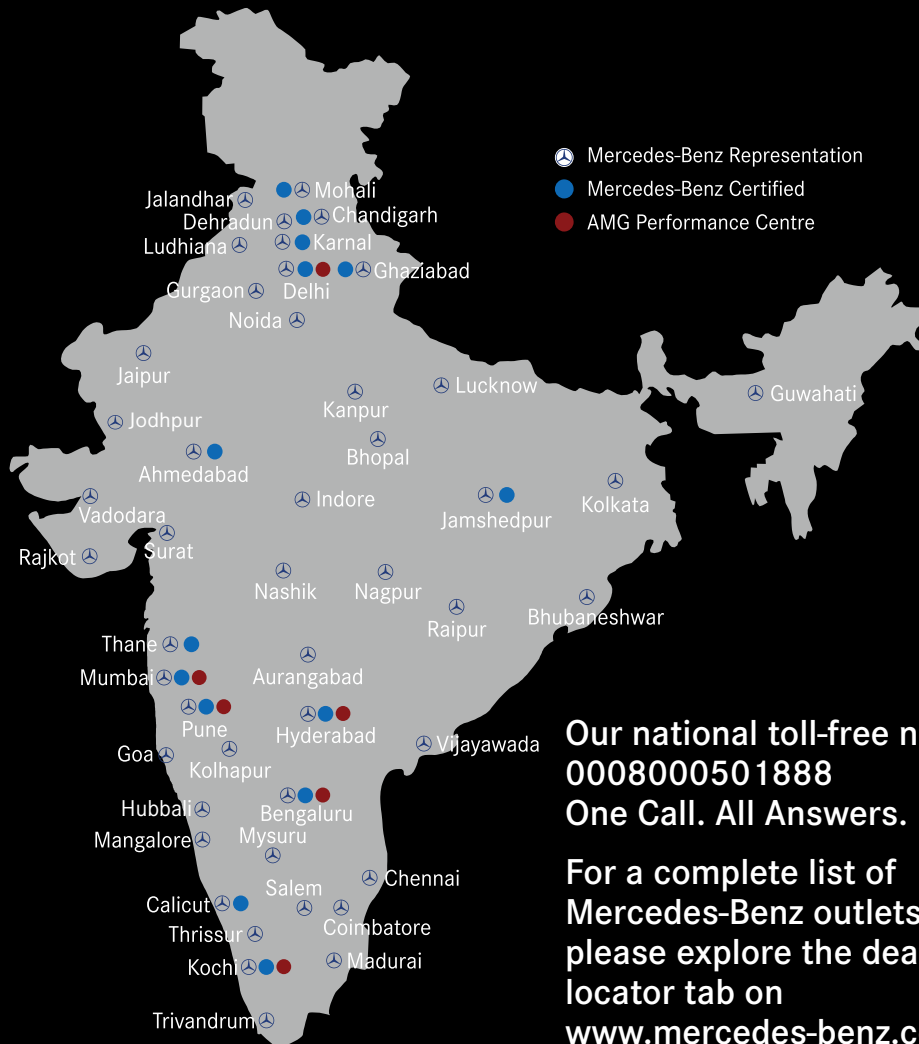 Mercedes-Benz Representation
Mercedes-Benz Certified
AMG Performance Centre
Jalandhar
Mohali
Dehradun
Chandigarh
Ludhiana
Karnal
Delhi
Ghaziabad
Gurgaon
Noida
Jaipur
Kanpur
Lucknow
Guwahati
Jodhpur
Ahmedabad
Bhopal
Vadodara
Indore
Jamshedpur
Kolkata
Rajkot
Surat
Nashik
Nagpur
Raipur
Bhubaneshwar
Thane
Mumbai
Aurangabad
Pune
Hyderabad
Goa
Kolhapur
Vijayawada
Hubbali
Bengaluru
Mangalore
Mysuru
Salem
Chennai
Calicut
Coimbatore
Thrissur
Kochi
Madurai
Trivandrum
Our national toll-free n
0008000501888
One Call. All Answers.
For a complete list of
Mercedes-Benz outlets
please explore the dea
locator tab on
www.mercedes-benz.c